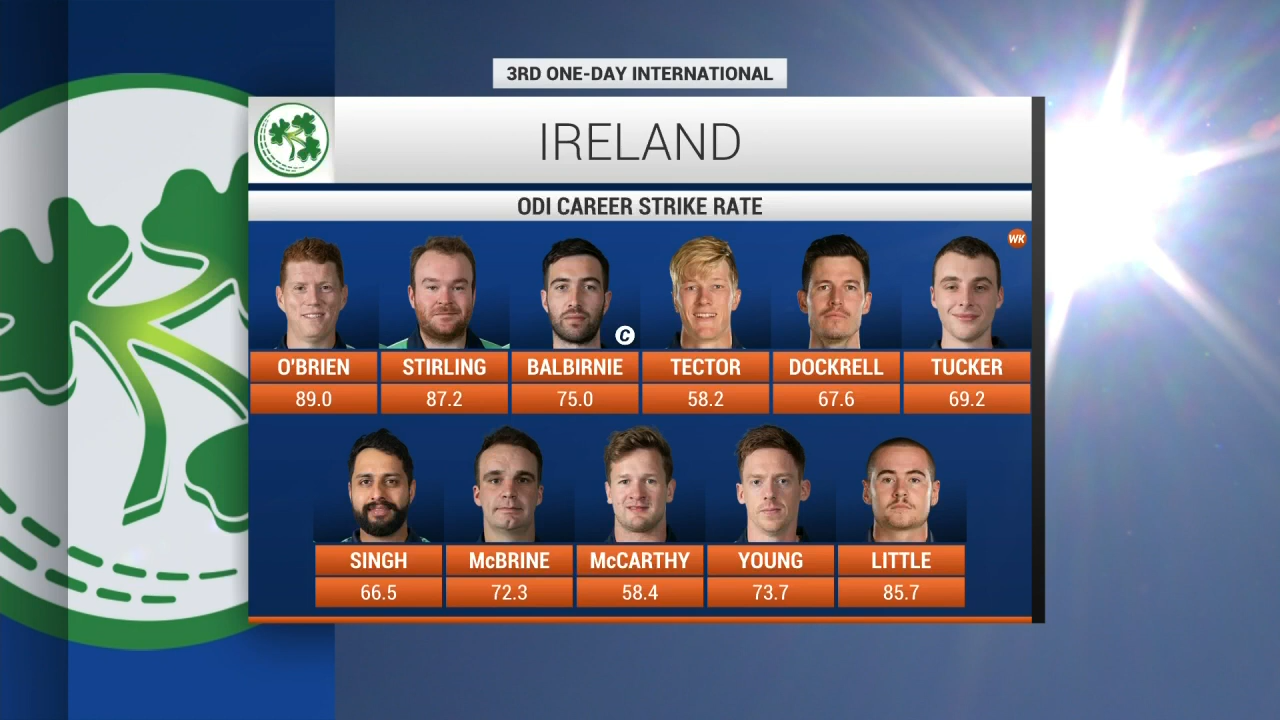 3RD ONE-DAY INTERNATIONAL
IRELAND
ODI CAREER STRIKE RATE
WK
C
O'BRIEN STIRLING BALBIRNIE TECTOR DOCKRELL TUCKER
89.0 87.2 75.0 58.2 67.6 69.2
SINGH McBRINE McCARTHY YOUNG LITTLE
66.5 72.3 58.4 73.7 85.7